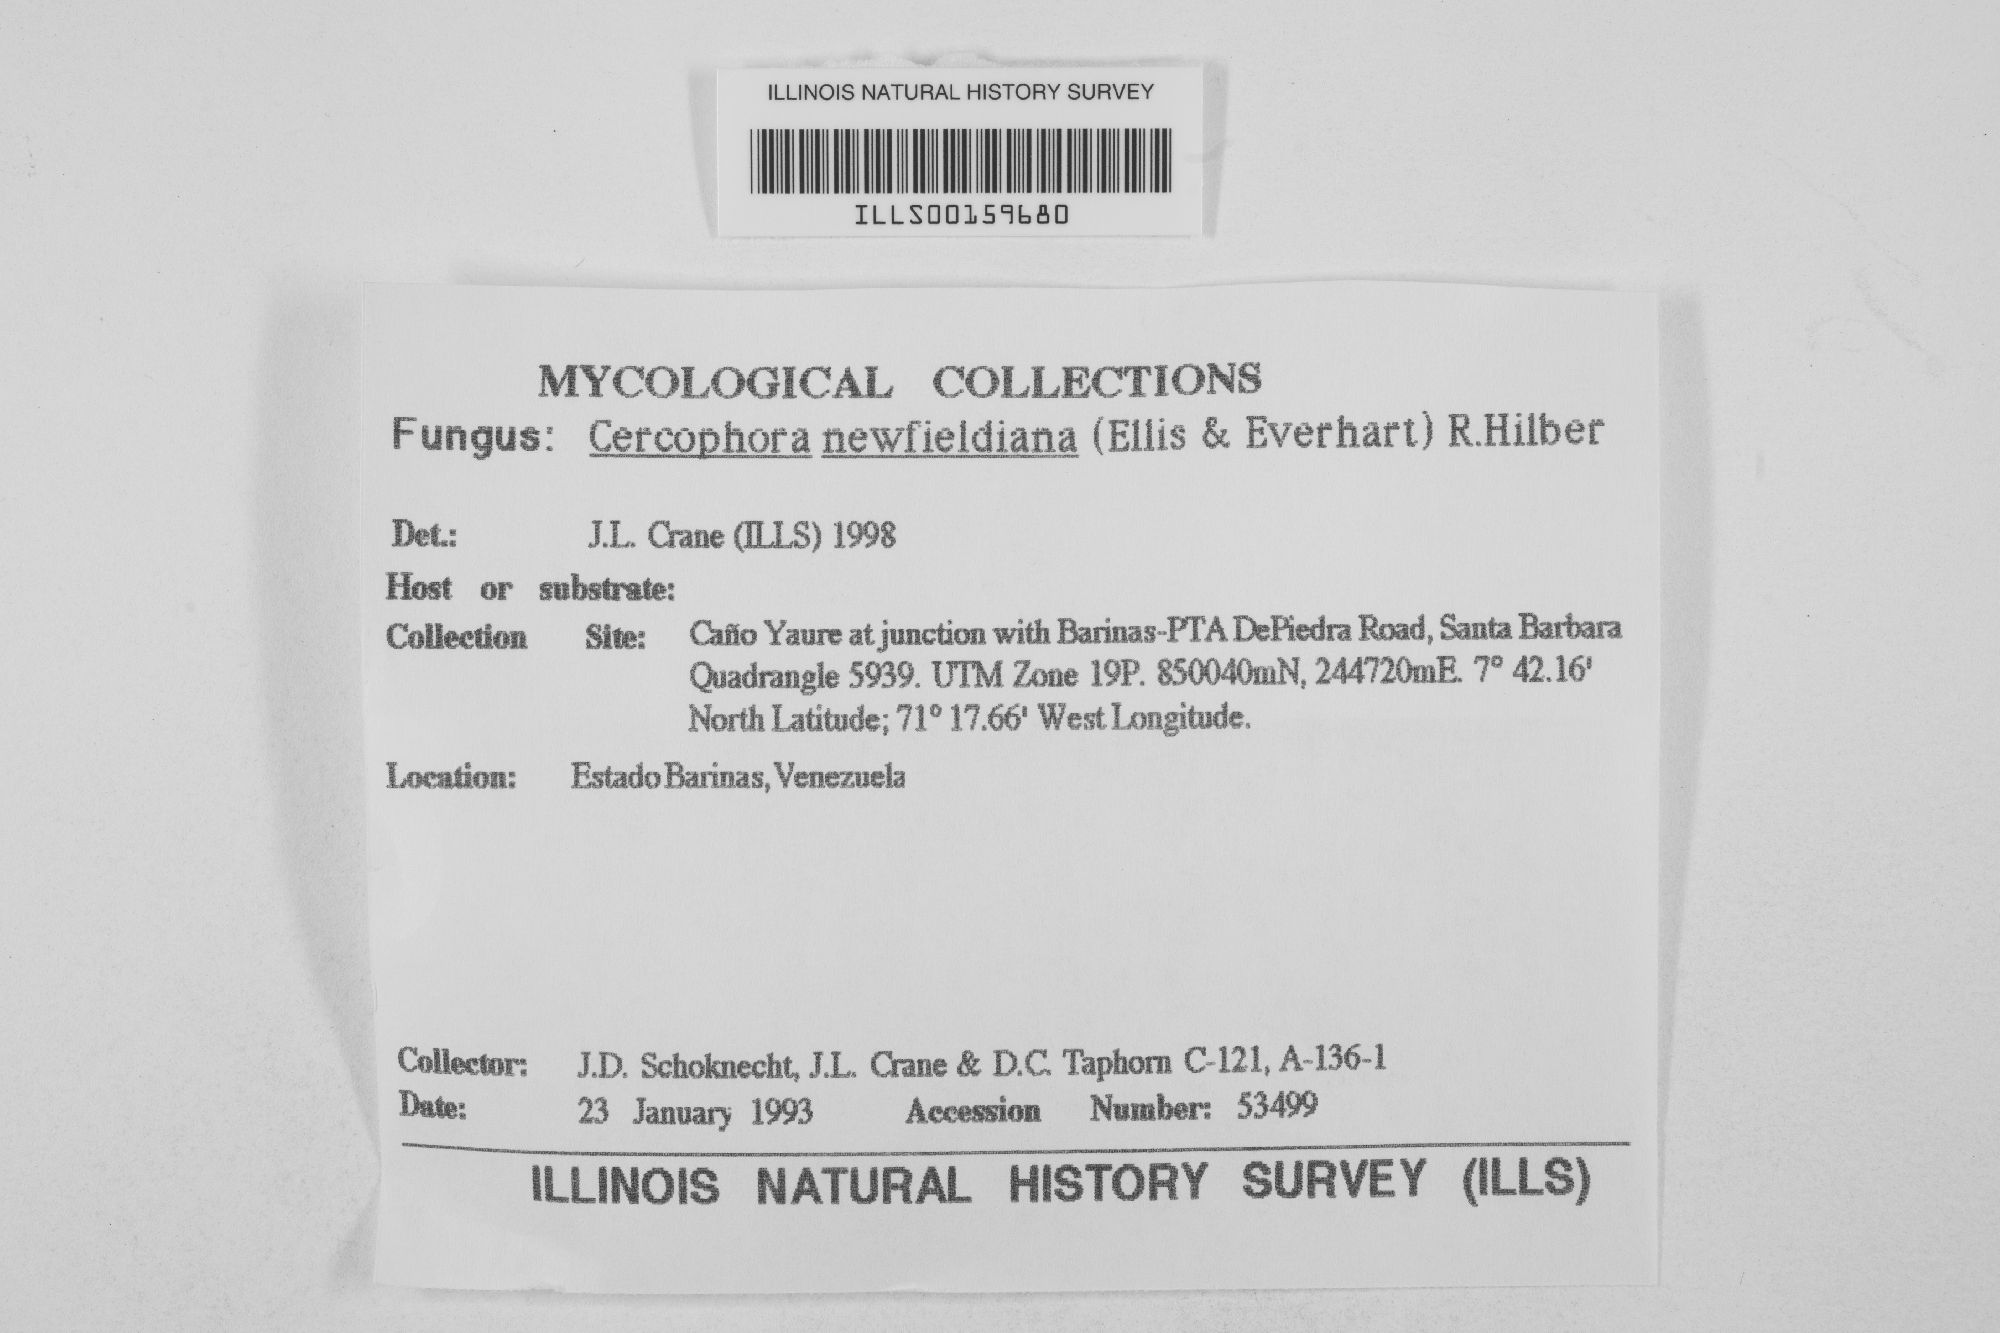 ILLINOIS NATURAL HISTORY SURVEY
ILLS00159680
MYCOLOGICAL COLLECTIONS
Fungus: Cercophora newfieldiana (Ellis & Everhart) R.Hilber
Det.: J.L. Crane (ILLS) 1998
Host or substrate:
Collection Site: Caño Yaure at junction with Barinas-PTA DePiedra Road, Santa Barbara
Quadrangle 5939. UTM Zone 19P. 850040mN, 244720mE. 7° 42.16'
North Latitude; 71° 17.66' West Longitude.
Location: Estado Barinas, Venezuela
Collector: J.D. Schoknecht, J.L. Crane & D.C. Taphorn C-121, A-136-1
Date: 23 January 1993 Accession Number: 53499
ILLINOIS NATURAL HISTORY SURVEY (ILLS)